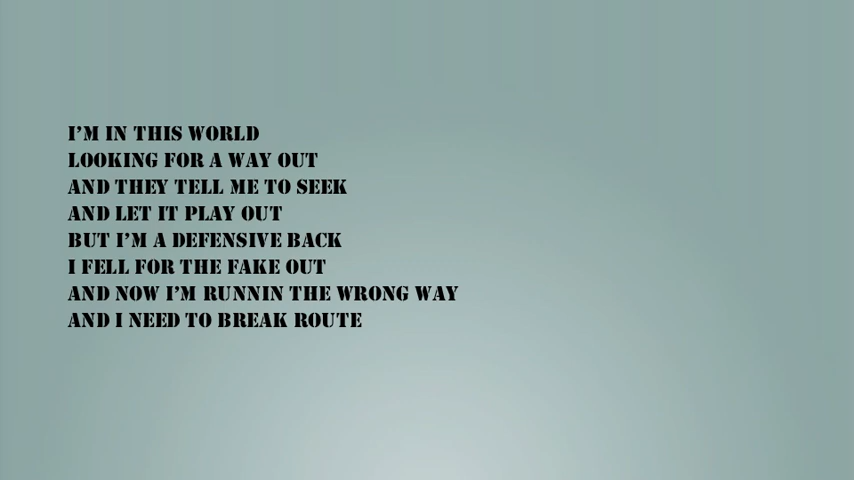 I'M IN THIS WORLD
LOOKING FOR A WAY OUT
AND THEY TELL ME TO SEEK
AND LET IT PLAY OUT
BUT I'M A DEFENSIVE BACK
I FELL FOR THE FAKE OUT
AND NOW I'M RUNNIN THE WRONG WAY
AND I NEED TO BREAK ROUTE